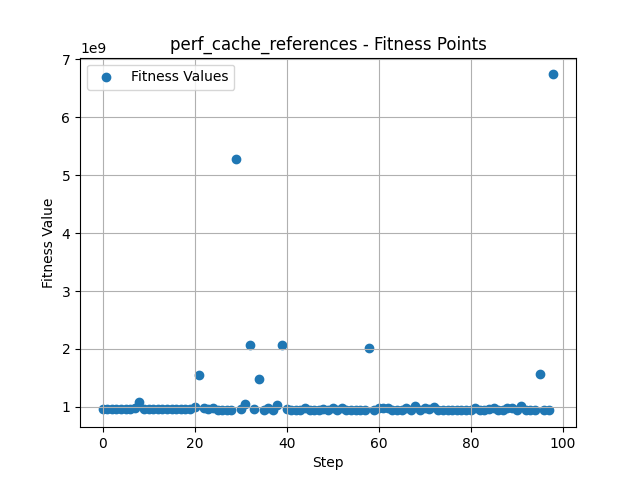 perf_cache_references - Fitness Points
1e9
Fitness Values
7
6
5
4
3
2
1
Fitness Value
0 20 40 60 80 100
Step